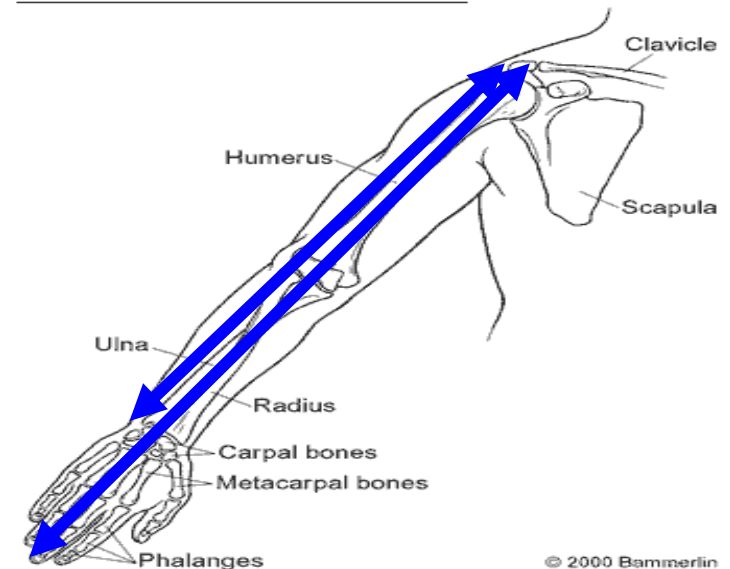 Clavicle
Humerus
Scapula
Ulna
Radius
Carpal bones
Metacarpal bones
Phalanges
© 2000 Bammerlin